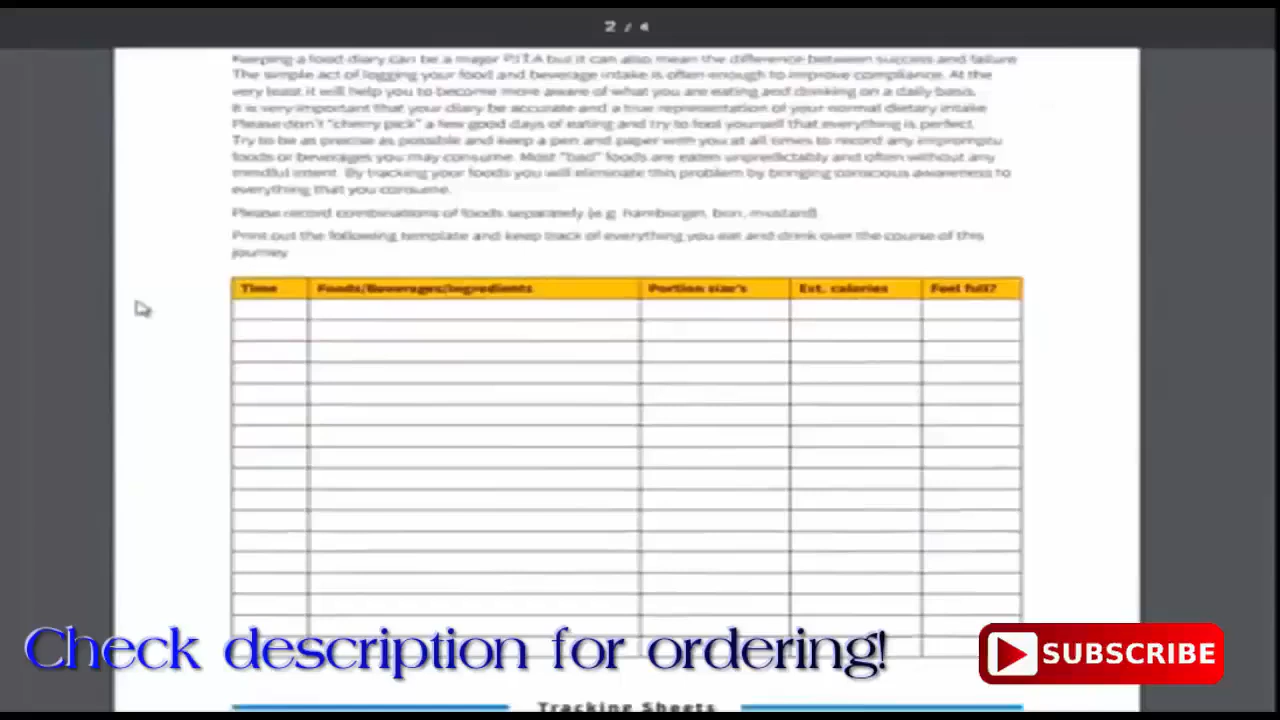 2 / 4
Keeping a food diary can be a major P.I.T.A but it can also mean the difference between success and failure
The simple act of logging your food and beverage intake is often enough to improve compliance. At the
very least it will help you to become more aware of what you are eating and drinking on a daily basis.
It is very important that your diary be accurate and a true representation of your normal dietary intake
Please don't "cherry pick" a few good days of eating and try to fool yourself that everything is perfect.
Try to be as precise as possible and keep a pen and paper with you at all times to record any impromptu
foods or beverages you may consume. Most "bad" foods are eaten unpredictably and often without any
mindful intent. By tracking your foods you will eliminate this problem by bringing conscious awareness to
everything that you consume.
Please record combinations of foods separately (e.g. hamburger, bun, mustard)
Print out the following template and keep track of everything you eat and drink over the course of this
journey
Time Foods/Beverages/Ingredients Portion size's Est. calories Feel full?
Check description for ordering!
SUBSCRIBE
Tracking Sheets